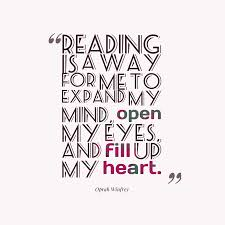 “READING
IS A WAY
FOR ME TO
EXPAND MY
MIND, open
MY EYES,
AND fill UP
MY heart.”
Oprah Winfrey